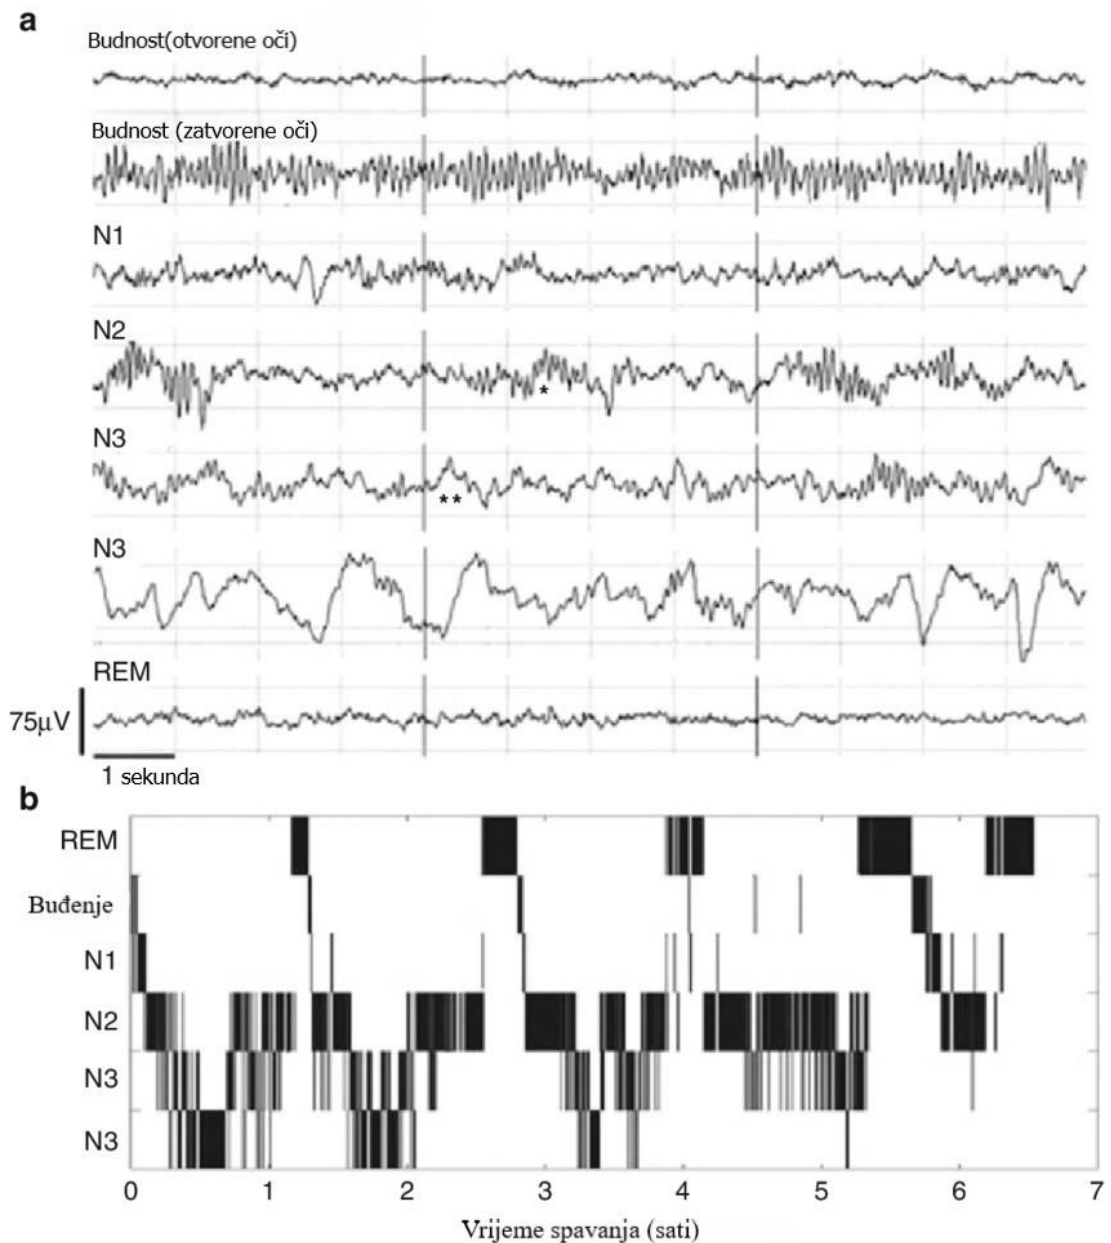 a
Budnost(otvorene oči)
Budnost (zatvorene oči)
N1
N2
*
N3
**
N3
REM
75μV
1 sekunda
b
REM
Buđenje
N1
N2
N3
N3
0 1 2 3 4 5 6 7
Vrijeme spavanja (sati)